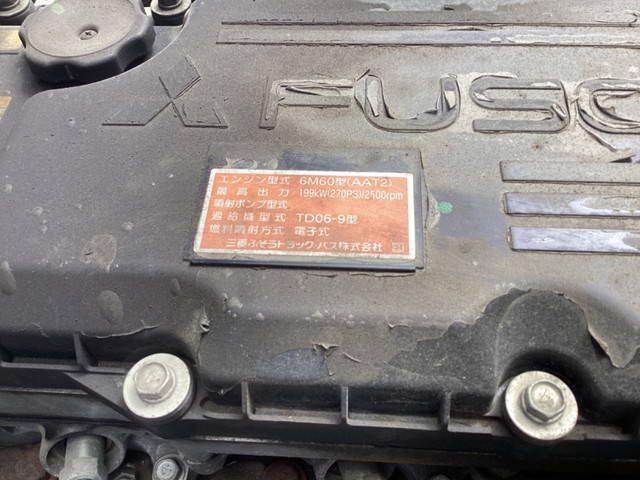 FUSO
エンジン型式 6M60型(AAT2)
最高出力 199kW(270PS)/2500rpm
噴射ポンプ型式
過給機型式 TD06-9型
燃料噴射方式 電子式
三菱ふそうトラック・バス株式会社